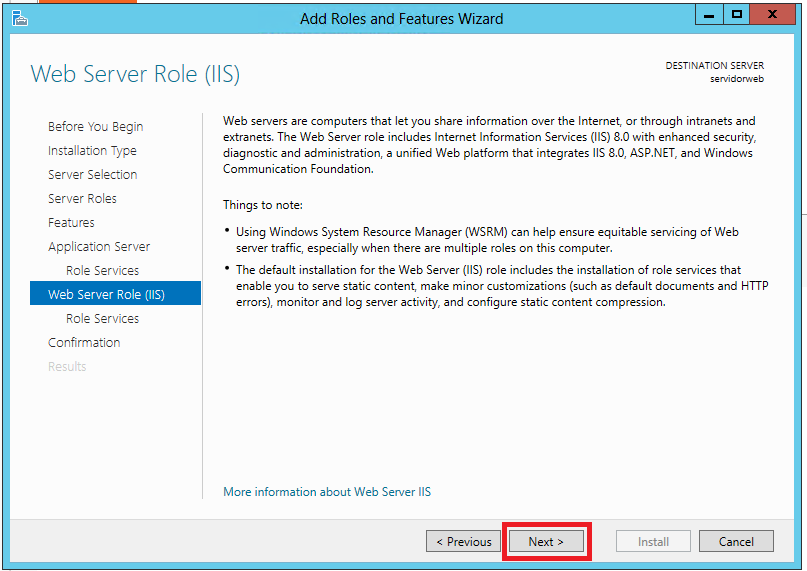 Add Roles and Features Wizard
Web Server Role (IIS)
DESTINATION SERVER
servidorweb
Before You Begin
Installation Type
Server Selection
Server Roles
Features
Application Server
Role Services
Web Server Role (IIS)
Role Services
Confirmation
Results
Web servers are computers that let you share information over the Internet, or through intranets and
extranets. The Web Server role includes Internet Information Services (IIS) 8.0 with enhanced security,
diagnostic and administration, a unified Web platform that integrates IIS 8.0, ASP.NET, and Windows
Communication Foundation.
Things to note:
• Using Windows System Resource Manager (WSRM) can help ensure equitable servicing of Web
server traffic, especially when there are multiple roles on this computer.
• The default installation for the Web Server (IIS) role includes the installation of role services that
enable you to serve static content, make minor customizations (such as default documents and HTTP
errors), monitor and log server activity, and configure static content compression.
More information about Web Server IIS
< Previous
Next >
Install
Cancel